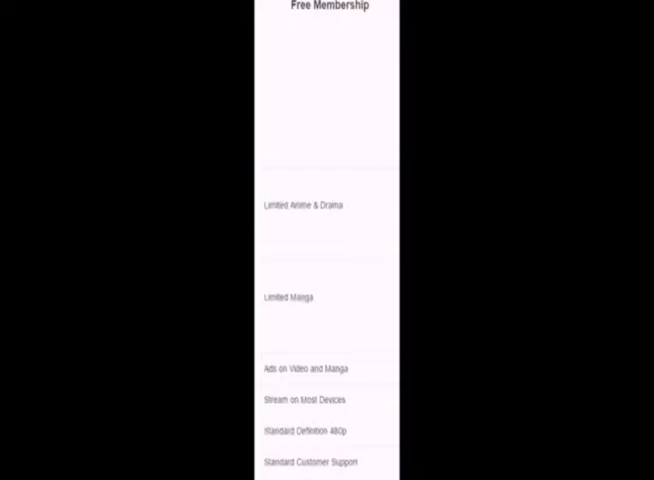 Free Membership
Limited Anime & Drama
Limited Manga
Ads on Video and Manga
Stream on Most Devices
Standard Definition 480p
Standard Customer Support